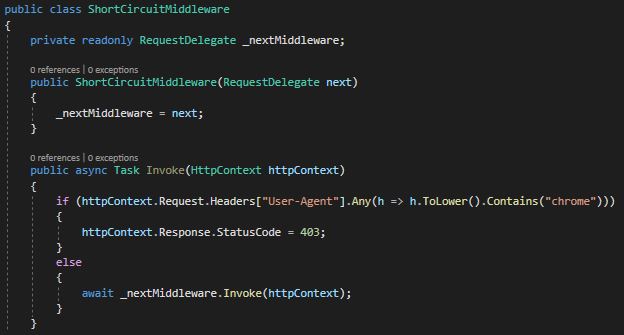 public class ShortCircuitMiddleware
{
private readonly RequestDelegate _nextMiddleware;
0 references | 0 exceptions
public ShortCircuitMiddleware(RequestDelegate next)
{
_nextMiddleware = next;
}
0 references | 0 exceptions
public async Task Invoke(HttpContext httpContext)
{
if (httpContext.Request.Headers["User-Agent"].Any(h => h.ToLower().Contains("chrome")))
{
httpContext.Response.StatusCode = 403;
}
else
{
await _nextMiddleware.Invoke(httpContext);
}
}